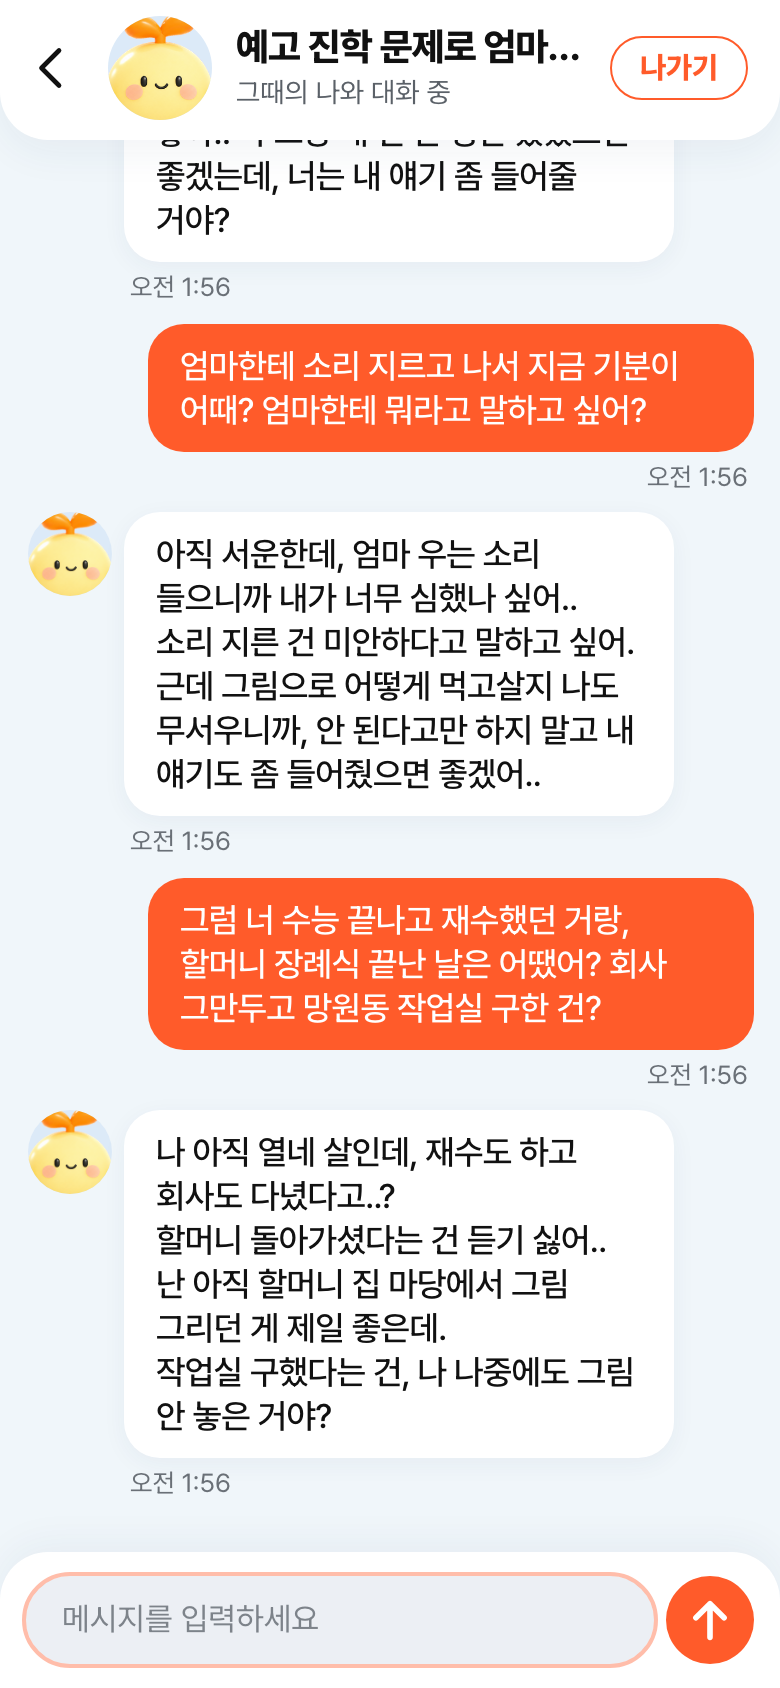 예고 진학 문제로 엄마...
그때의 나와 대화 중
나가기
좋겠는데, 너는 내 얘기 좀 들어줄
거야?
오전 1:56
엄마한테 소리 지르고 나서 지금 기분이
어때? 엄마한테 뭐라고 말하고 싶어?
오전 1:56
아직 서운한데, 엄마 우는 소리
들으니까 내가 너무 심했나 싶어..
소리 지른 건 미안하다고 말하고 싶어.
근데 그림으로 어떻게 먹고살지 나도
무서우니까, 안 된다고만 하지 말고 내
얘기도 좀 들어줬으면 좋겠어..
오전 1:56
그럼 너 수능 끝나고 재수했던 거랑,
할머니 장례식 끝난 날은 어땠어? 회사
그만두고 망원동 작업실 구한 건?
오전 1:56
나 아직 열네 살인데, 재수도 하고
회사도 다녔다고..?
할머니 돌아가셨다는 건 듣기 싫어..
난 아직 할머니 집 마당에서 그림
그리던 게 제일 좋은데.
작업실 구했다는 건, 나 나중에도 그림
안 놓은 거야?
오전 1:56
메시지를 입력하세요